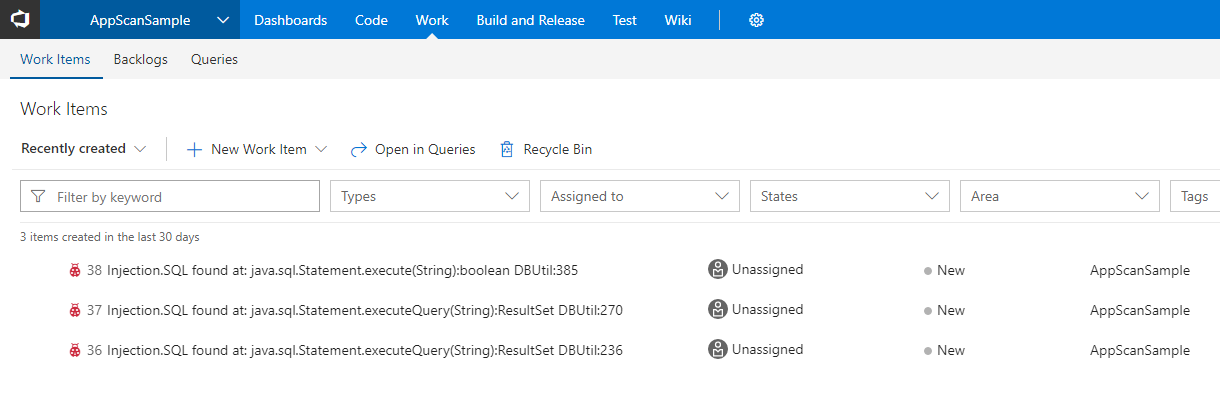 AppScanSample Dashboards Code Work Build and Release Test Wiki
Work Items Backlogs Queries
Work Items
Recently created New Work Item Open in Queries Recycle Bin
Filter by keyword Types Assigned to States Area Tags
3 items created in the last 30 days
38 Injection.SQL found at: java.sql.Statement.execute(String):boolean DBUtil:385 Unassigned New AppScanSample
37 Injection.SQL found at: java.sql.Statement.executeQuery(String):ResultSet DBUtil:270 Unassigned New AppScanSample
36 Injection.SQL found at: java.sql.Statement.executeQuery(String):ResultSet DBUtil:236 Unassigned New AppScanSample